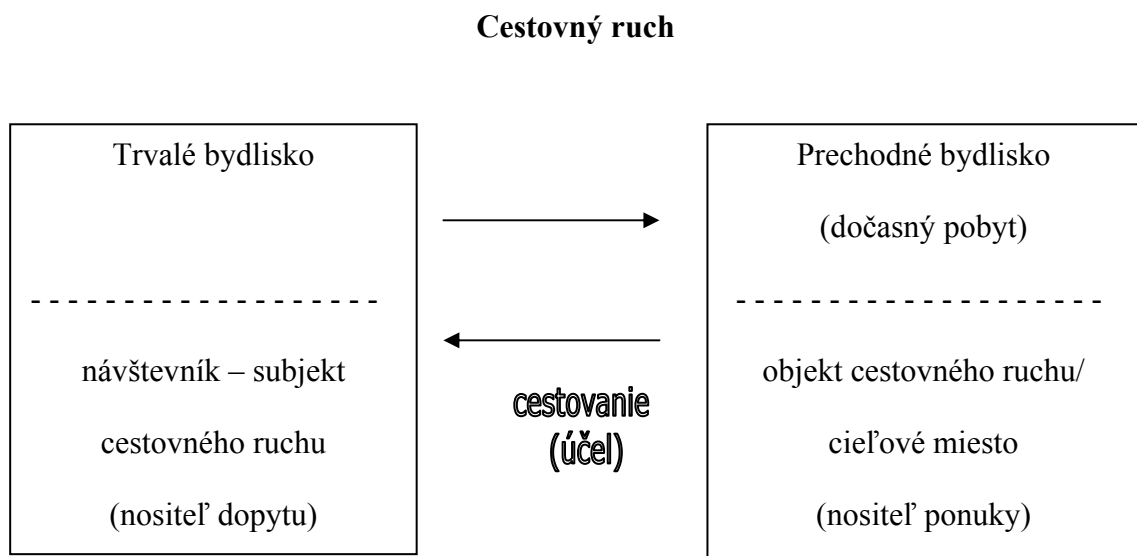 Cestovný ruch
Trvalé bydlisko
návštevník – subjekt
cestovného ruchu
(nositeľ dopytu)
cestovanie
(účel)
Prechodné bydlisko
(dočasný pobyt)
objekt cestovného ruchu/
cieľové miesto
(nositeľ ponuky)